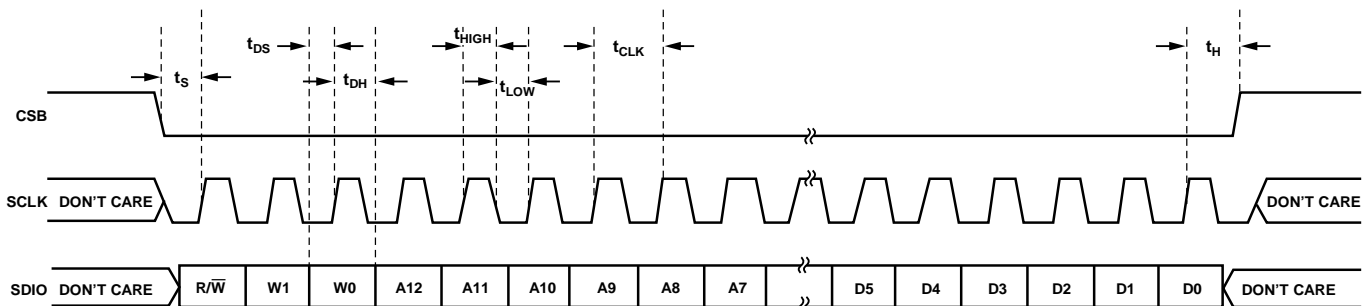 tDS
tHIGH
tCLK
tH
tS
tDH
tLOW
CSB
SCLK DON'T CARE DON'T CARE
SDIO DON'T CARE R/W̅ W1 W0 A12 A11 A10 A9 A8 A7 D5 D4 D3 D2 D1 D0 DON'T CARE